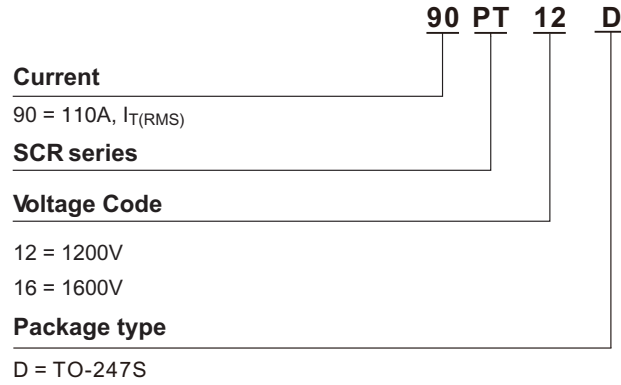 90 PT 12 D
Current
90 = 110A, IT(RMS)
SCR series
Voltage Code
12 = 1200V
16 = 1600V
Package type
D = TO-247S